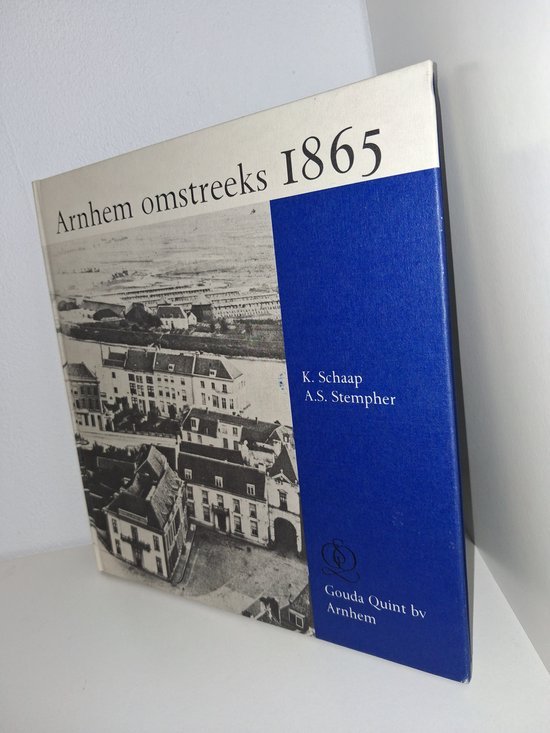 Arnhem omstreeks 1865
K. Schaap
A.S. Stempher
Gouda Quint bv
Arnhem